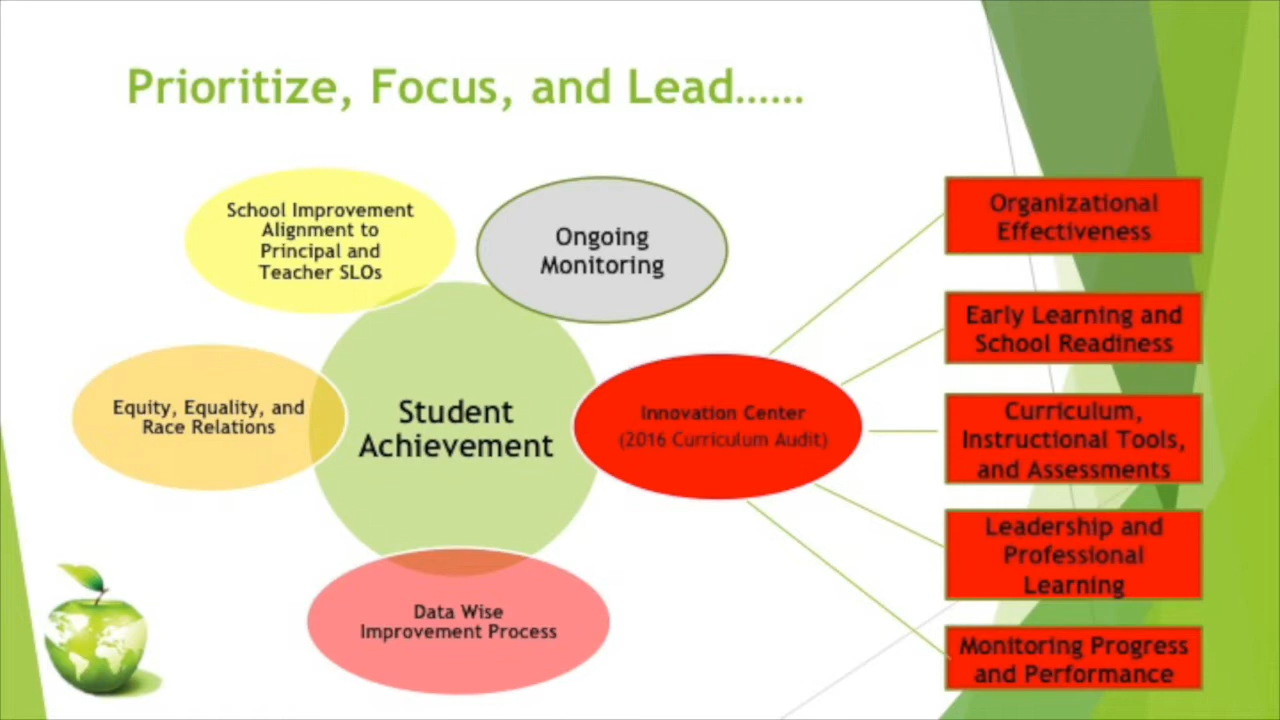 Prioritize, Focus, and Lead......
School Improvement
Alignment to
Principal and
Teacher SLOs
Ongoing
Monitoring
Equity, Equality, and
Race Relations
Student
Achievement
Innovation Center
(2016 Curriculum Audit)
Data Wise
Improvement Process
Organizational
Effectiveness
Early Learning and
School Readiness
Curriculum,
Instructional Tools,
and Assessments
Leadership and
Professional
Learning
Monitoring Progress
and Performance